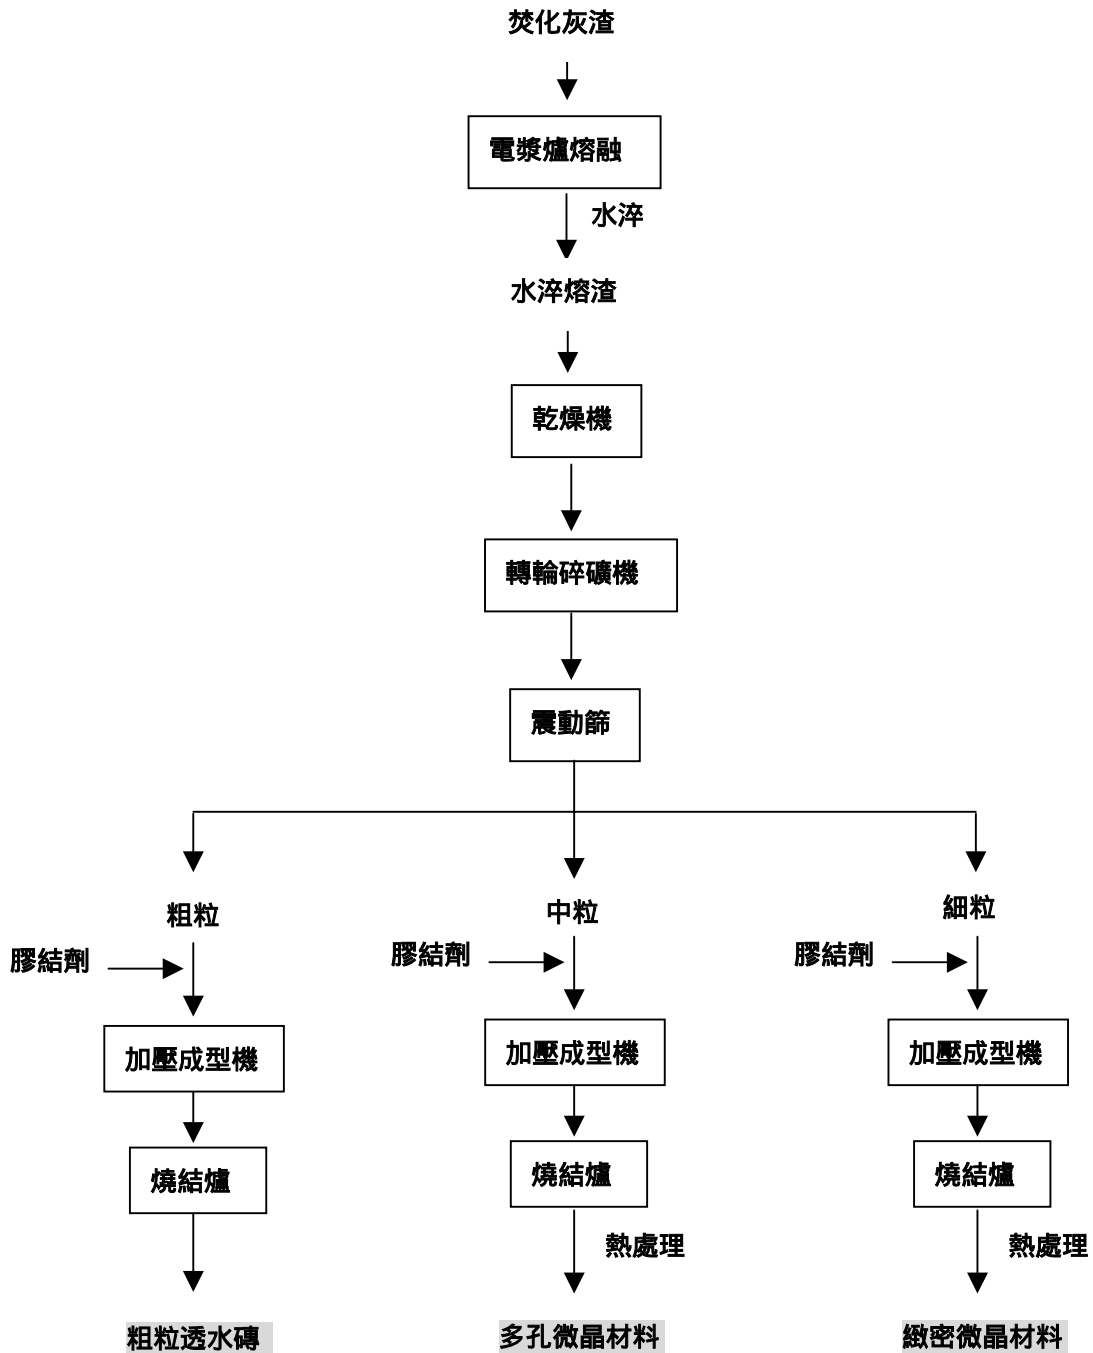 焚化灰渣
電漿爐熔融
水淬
水淬熔渣
乾燥機
轉輪碎礦機
震動篩
粗粒
中粒
細粒
膠結劑
膠結劑
膠結劑
加壓成型機
加壓成型機
加壓成型機
燒結爐
燒結爐
燒結爐
熱處理
熱處理
粗粒透水磚
多孔微晶材料
緻密微晶材料